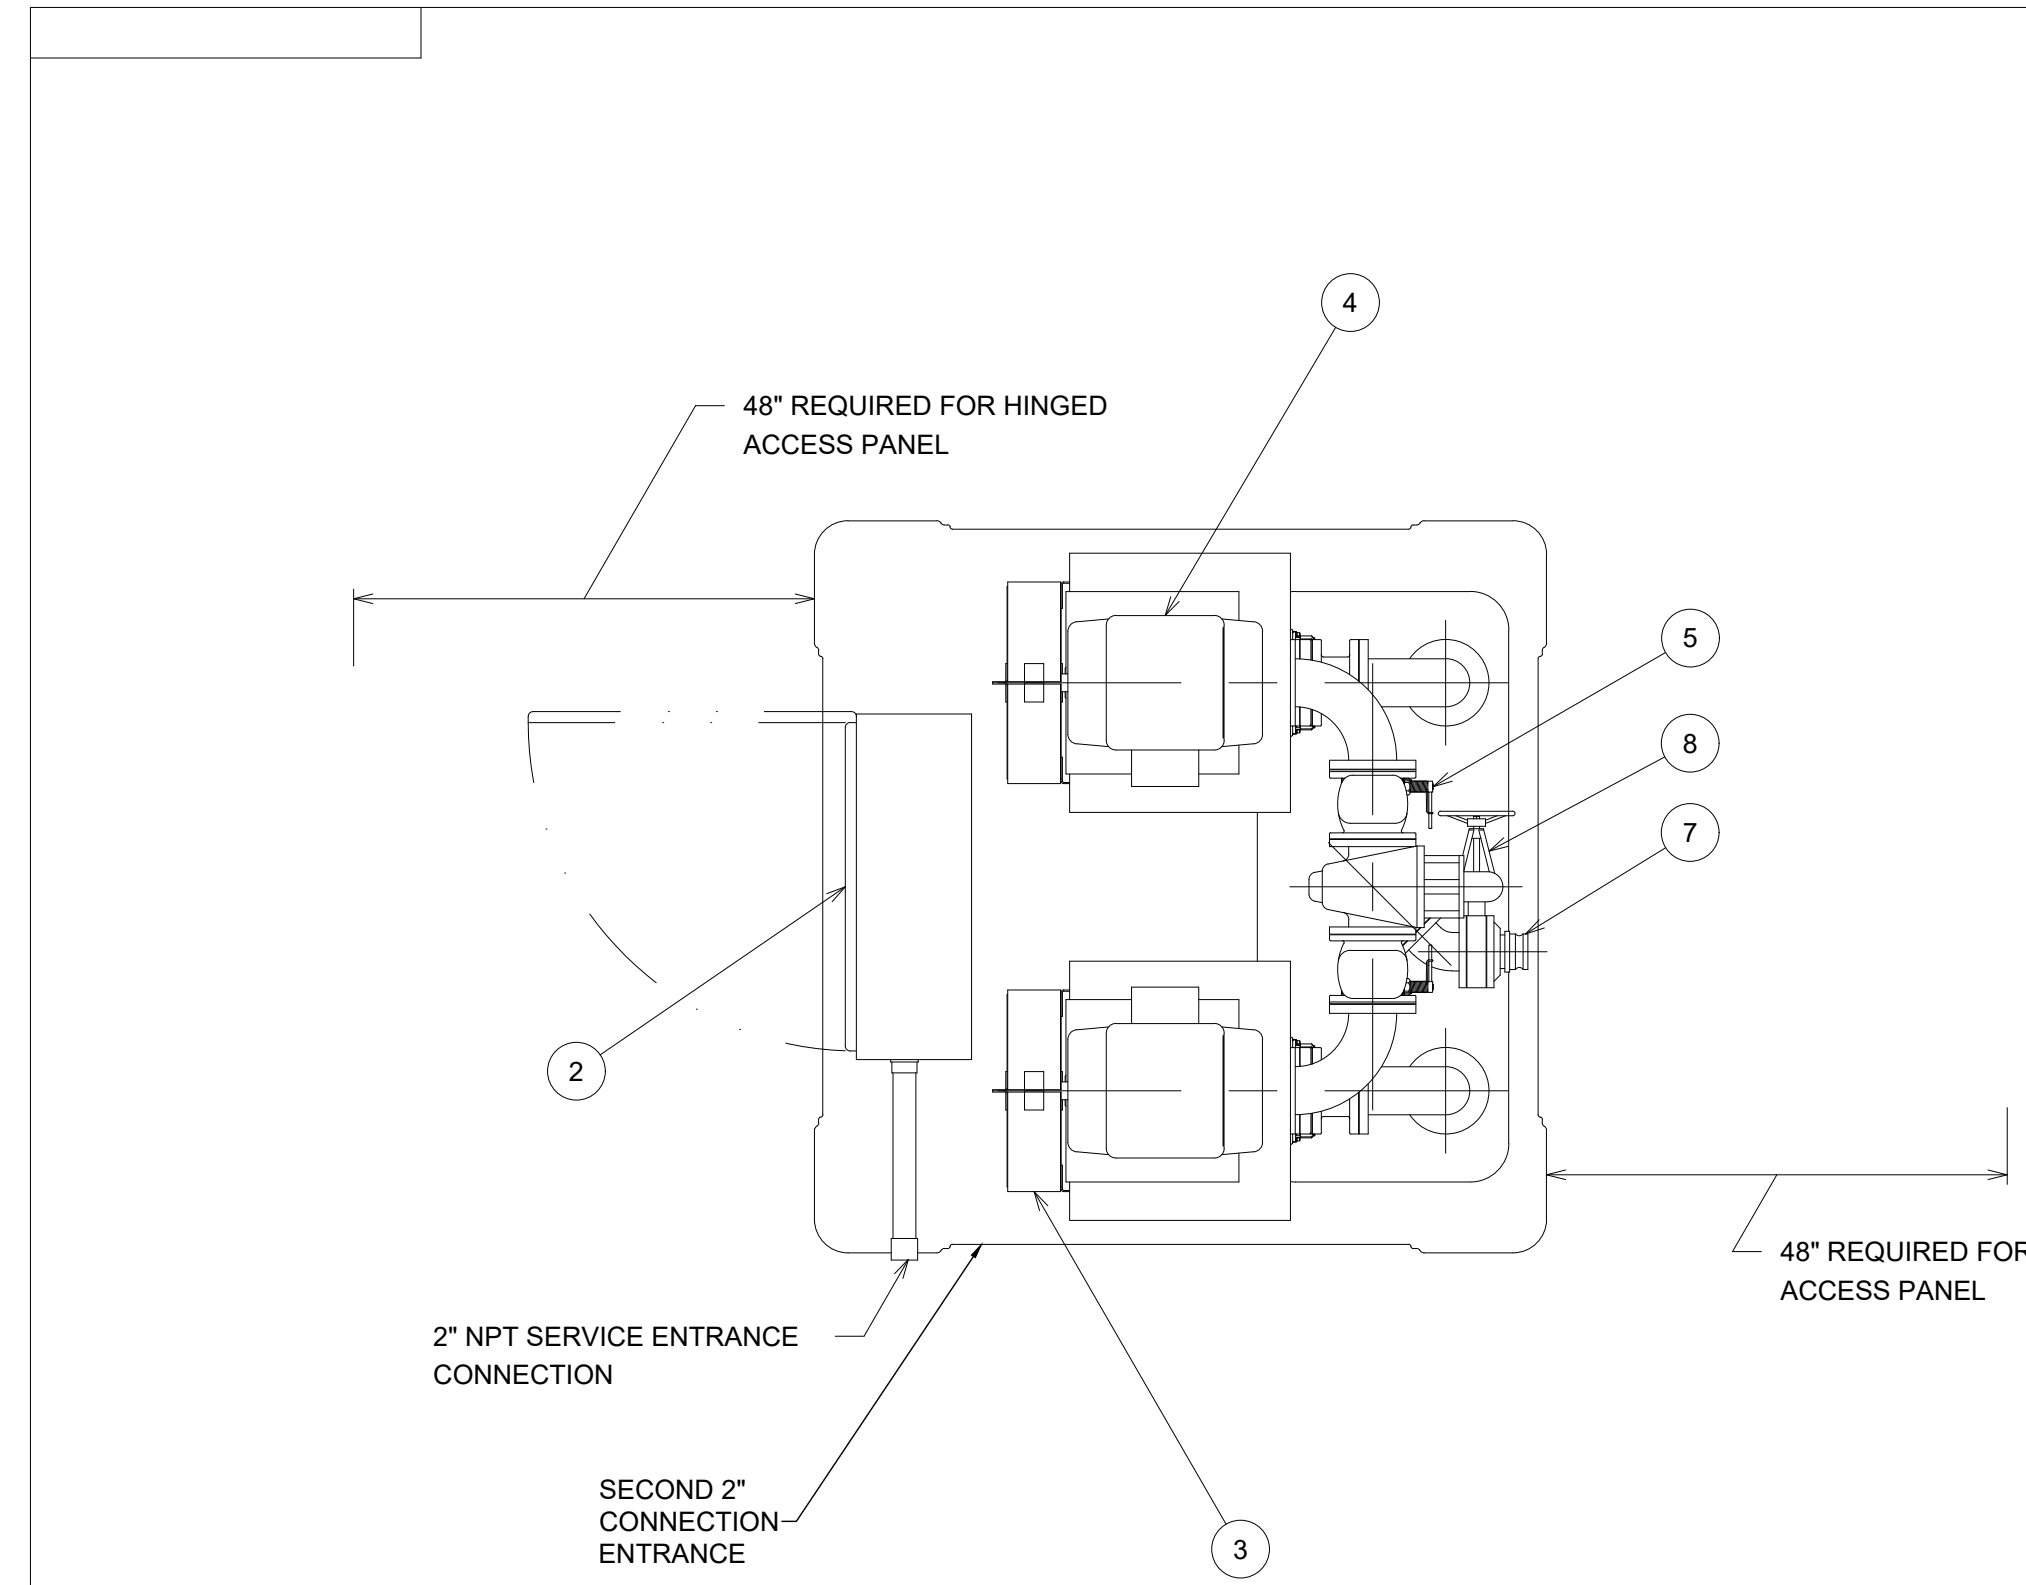 4
48" REQUIRED FOR HINGED
ACCESS PANEL
5
8
7
2
48" REQUIRED FOR
ACCESS PANEL
2" NPT SERVICE ENTRANCE
CONNECTION
SECOND 2"
CONNECTION
ENTRANCE
3